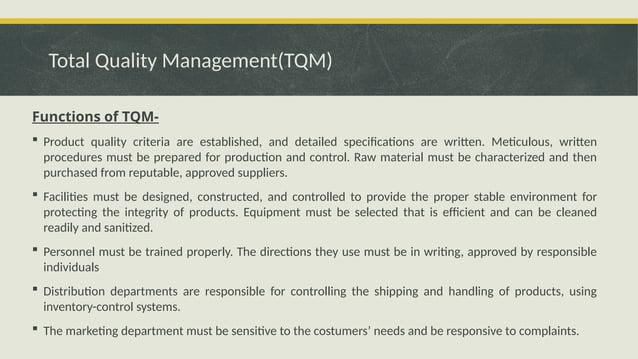 Total Quality Management(TQM)
Functions of TQM-
▪ Product quality criteria are established, and detailed specifications are written. Meticulous, written
procedures must be prepared for production and control. Raw material must be characterized and then
purchased from reputable, approved suppliers.
▪ Facilities must be designed, constructed, and controlled to provide the proper stable environment for
protecting the integrity of products. Equipment must be selected that is efficient and can be cleaned
readily and sanitized.
▪ Personnel must be trained properly. The directions they use must be in writing, approved by responsible
individuals
▪ Distribution departments are responsible for controlling the shipping and handling of products, using
inventory-control systems.
▪ The marketing department must be sensitive to the costumers’ needs and be responsive to complaints.